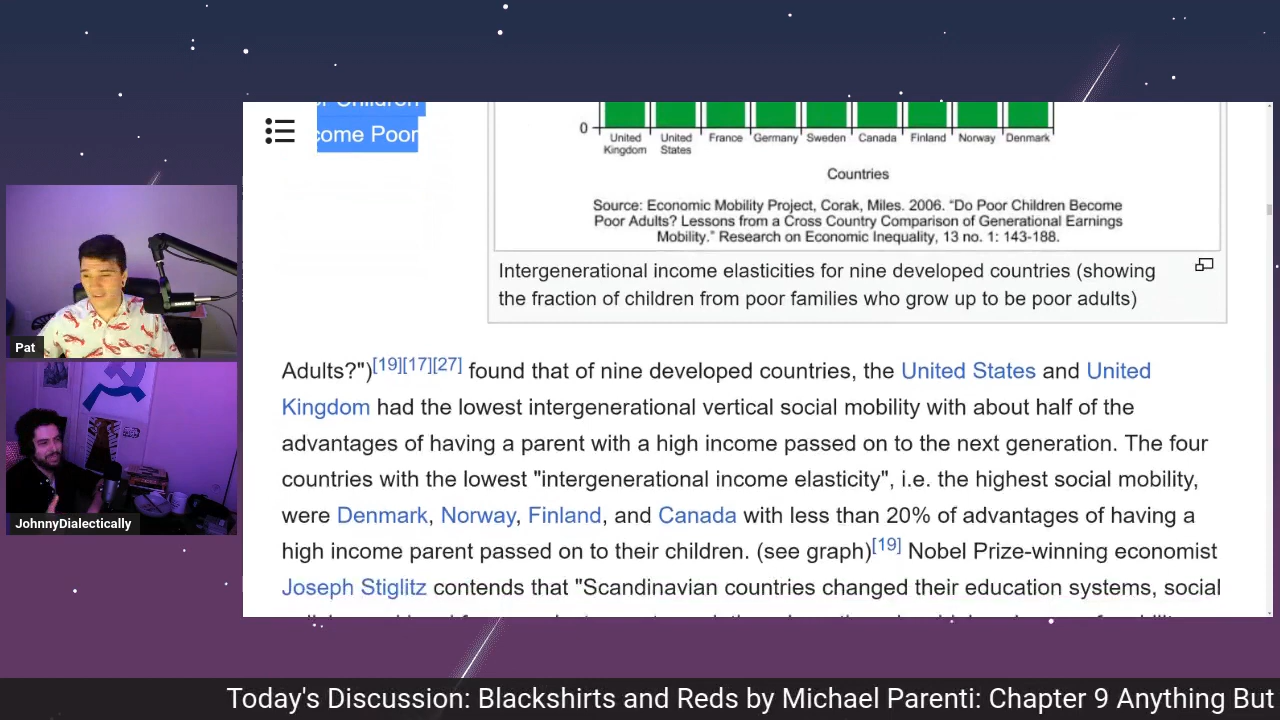 or Children
come Poor
0
United Kingdom
United States
France
Germany
Sweden
Canada
Finland
Norway
Denmark
Countries
Source: Economic Mobility Project, Corak, Miles. 2006. “Do Poor Children Become
Poor Adults? Lessons from a Cross Country Comparison of Generational Earnings
Mobility.” Research on Economic Inequality, 13 no. 1: 143-188.
Intergenerational income elasticities for nine developed countries (showing
the fraction of children from poor families who grow up to be poor adults)
Adults?")[19][17][27] found that of nine developed countries, the United States and United
Kingdom had the lowest intergenerational vertical social mobility with about half of the
advantages of having a parent with a high income passed on to the next generation. The four
countries with the lowest "intergenerational income elasticity", i.e. the highest social mobility,
were Denmark, Norway, Finland, and Canada with less than 20% of advantages of having a
high income parent passed on to their children. (see graph)[19] Nobel Prize-winning economist
Joseph Stiglitz contends that "Scandinavian countries changed their education systems, social
Pat
JohnnyDialectically
Today's Discussion: Blackshirts and Reds by Michael Parenti: Chapter 9 Anything But